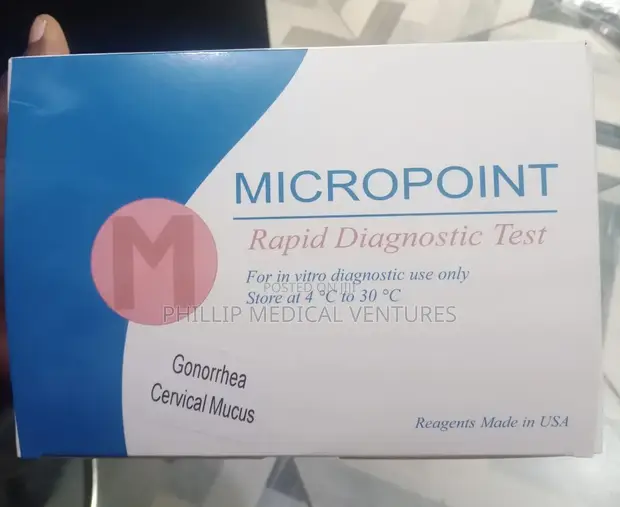 MICROPOINT
M
Rapid Diagnostic Test
For in vitro diagnostic use only
POSTED ON JIJI
Store at 4 °C to 30 °C
PHILLIP MEDICAL VENTURES
Gonorrhea
Cervical Mucus
Reagents Made in USA